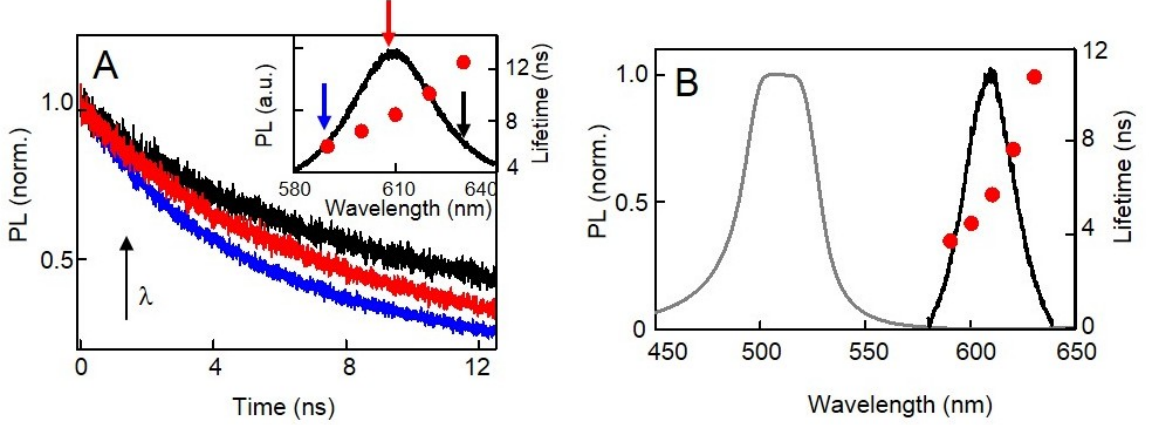 A
PL (norm.)
1.0
0.5
0
4
8
12
Time (ns)
λ
PL (a.u.)
580
610
640
Wavelength (nm)
12
8
4
Lifetime (ns)
B
PL (norm.)
1.0
0.5
0
450
500
550
600
650
Wavelength (nm)
12
8
4
0
Lifetime (ns)